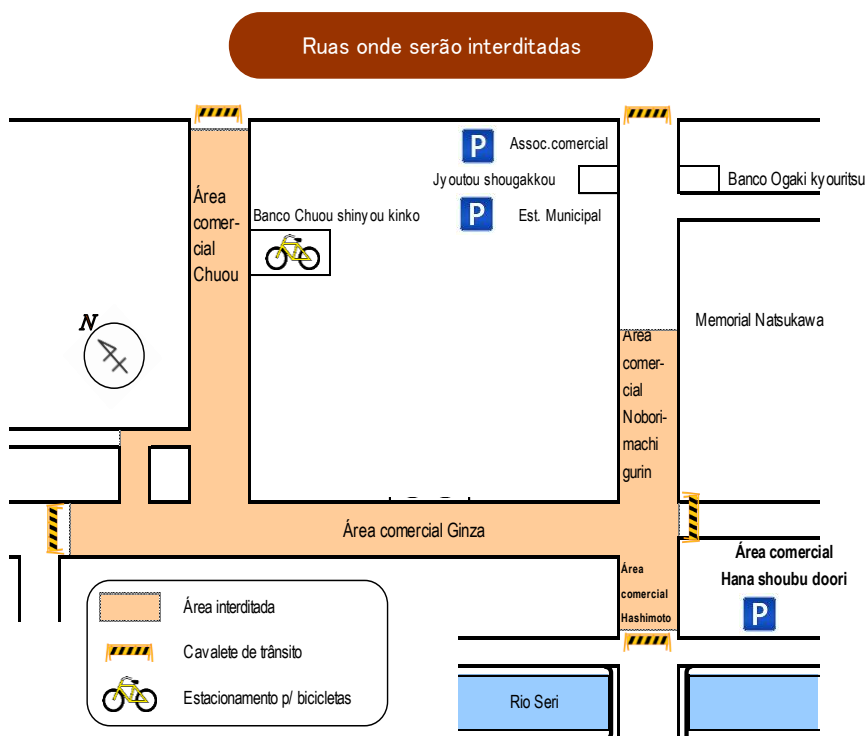 Ruas onde serão interditadas
P
Assoc.comercial
Jyoutou shougakkou
Banco Ogaki kyouritsu
P
Est. Municipal
Área
comer-
cial
Chuou
Banco Chuou shinyou kinko
N
Memorial Natsukawa
Área
comer-
cial
Nobori-
machi
gurin
Área comercial Ginza
Área comercial
Hana shoubu doori
P
Área
comercial
Hashimoto
Área interditada
Cavalete de trânsito
Estacionamento p/ bicicletas
Rio Seri